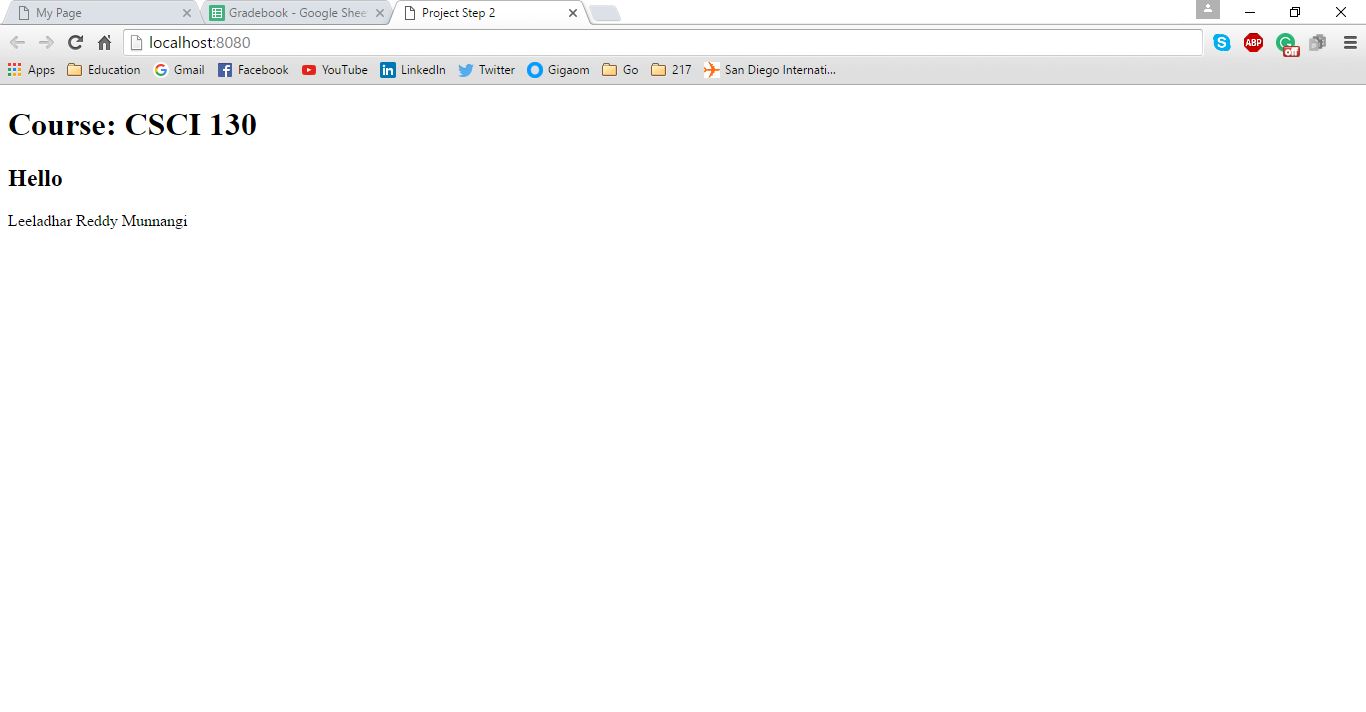 My Page
Gradebook - Google Shee
Project Step 2
localhost:8080
ABP
off
Apps
Education
Gmail
Facebook
YouTube
LinkedIn
Twitter
Gigaom
Go
217
San Diego Internati...
Course: CSCI 130
Hello
Leeladhar Reddy Munnangi